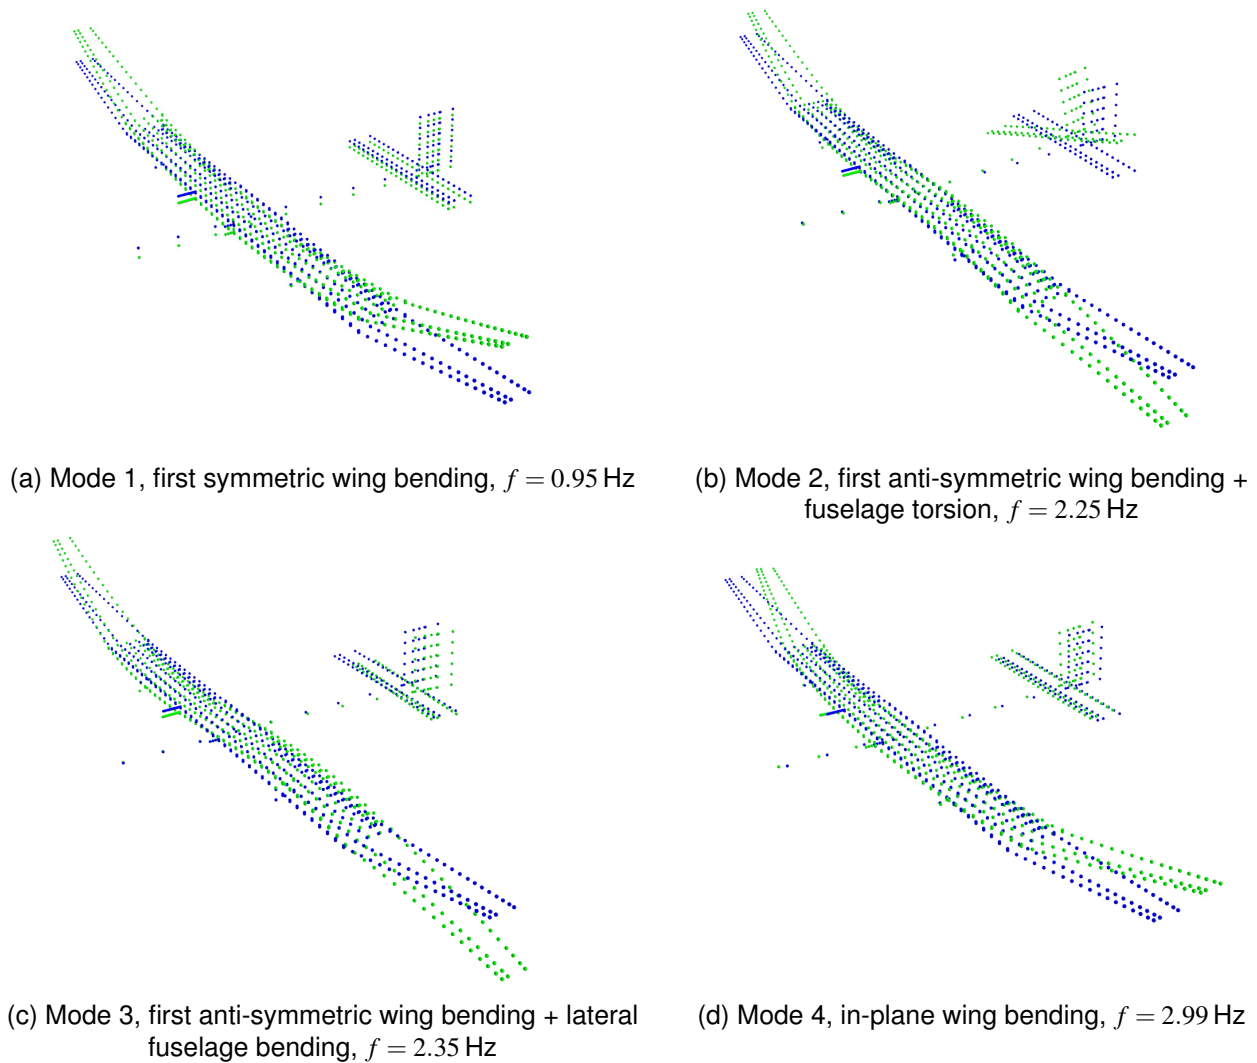 (a) Mode 1, first symmetric wing bending, f = 0.95 Hz
(b) Mode 2, first anti-symmetric wing bending +
fuselage torsion, f = 2.25 Hz
(c) Mode 3, first anti-symmetric wing bending + lateral
fuselage bending, f = 2.35 Hz
(d) Mode 4, in-plane wing bending, f = 2.99 Hz